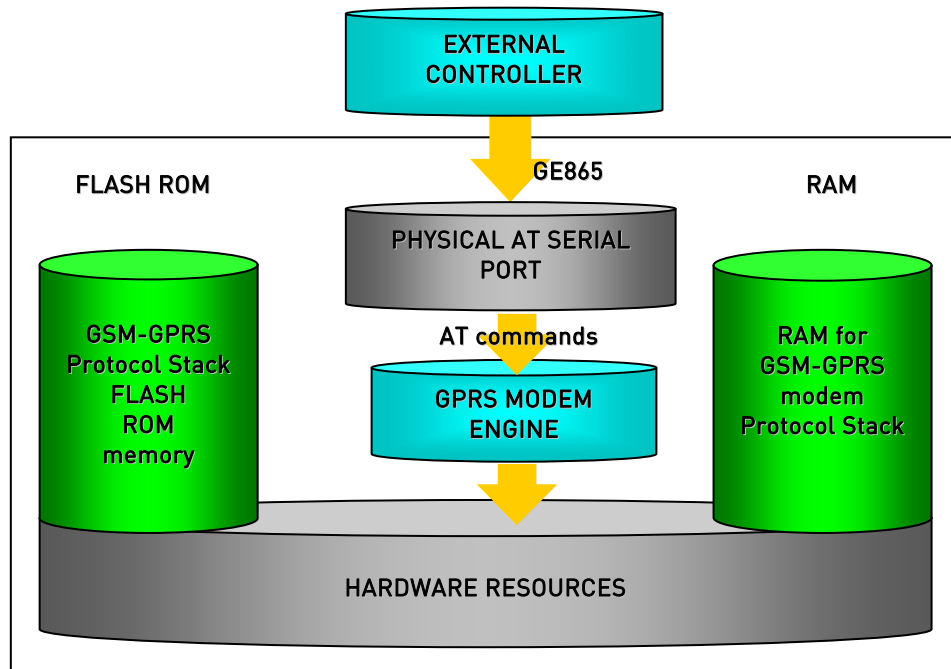 EXTERNAL
CONTROLLER
GE865
FLASH ROM
RAM
PHYSICAL AT SERIAL
PORT
GSM-GPRS
Protocol Stack
FLASH
ROM
memory
AT commands
RAM for
GSM-GPRS
modem
Protocol Stack
GPRS MODEM
ENGINE
HARDWARE RESOURCES